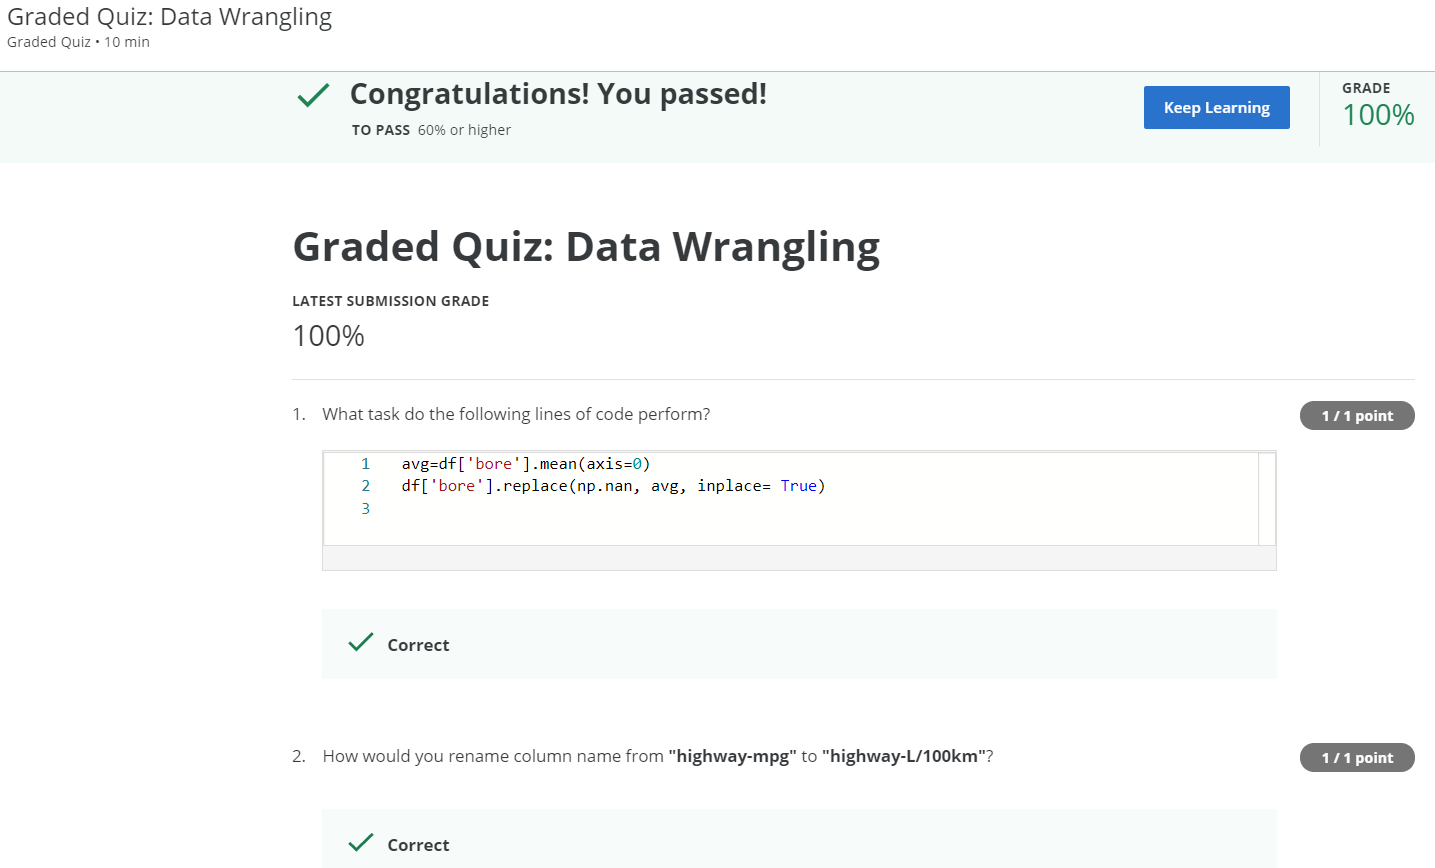 Graded Quiz: Data Wrangling
Graded Quiz • 10 min
Congratulations! You passed!
TO PASS 60% or higher
Keep Learning
GRADE
100%
Graded Quiz: Data Wrangling
LATEST SUBMISSION GRADE
100%
1. What task do the following lines of code perform?
1 / 1 point
1 avg=df['bore'].mean(axis=0)
2 df['bore'].replace(np.nan, avg, inplace= True)
3
Correct
2. How would you rename column name from "highway-mpg" to "highway-L/100km"?
1 / 1 point
Correct